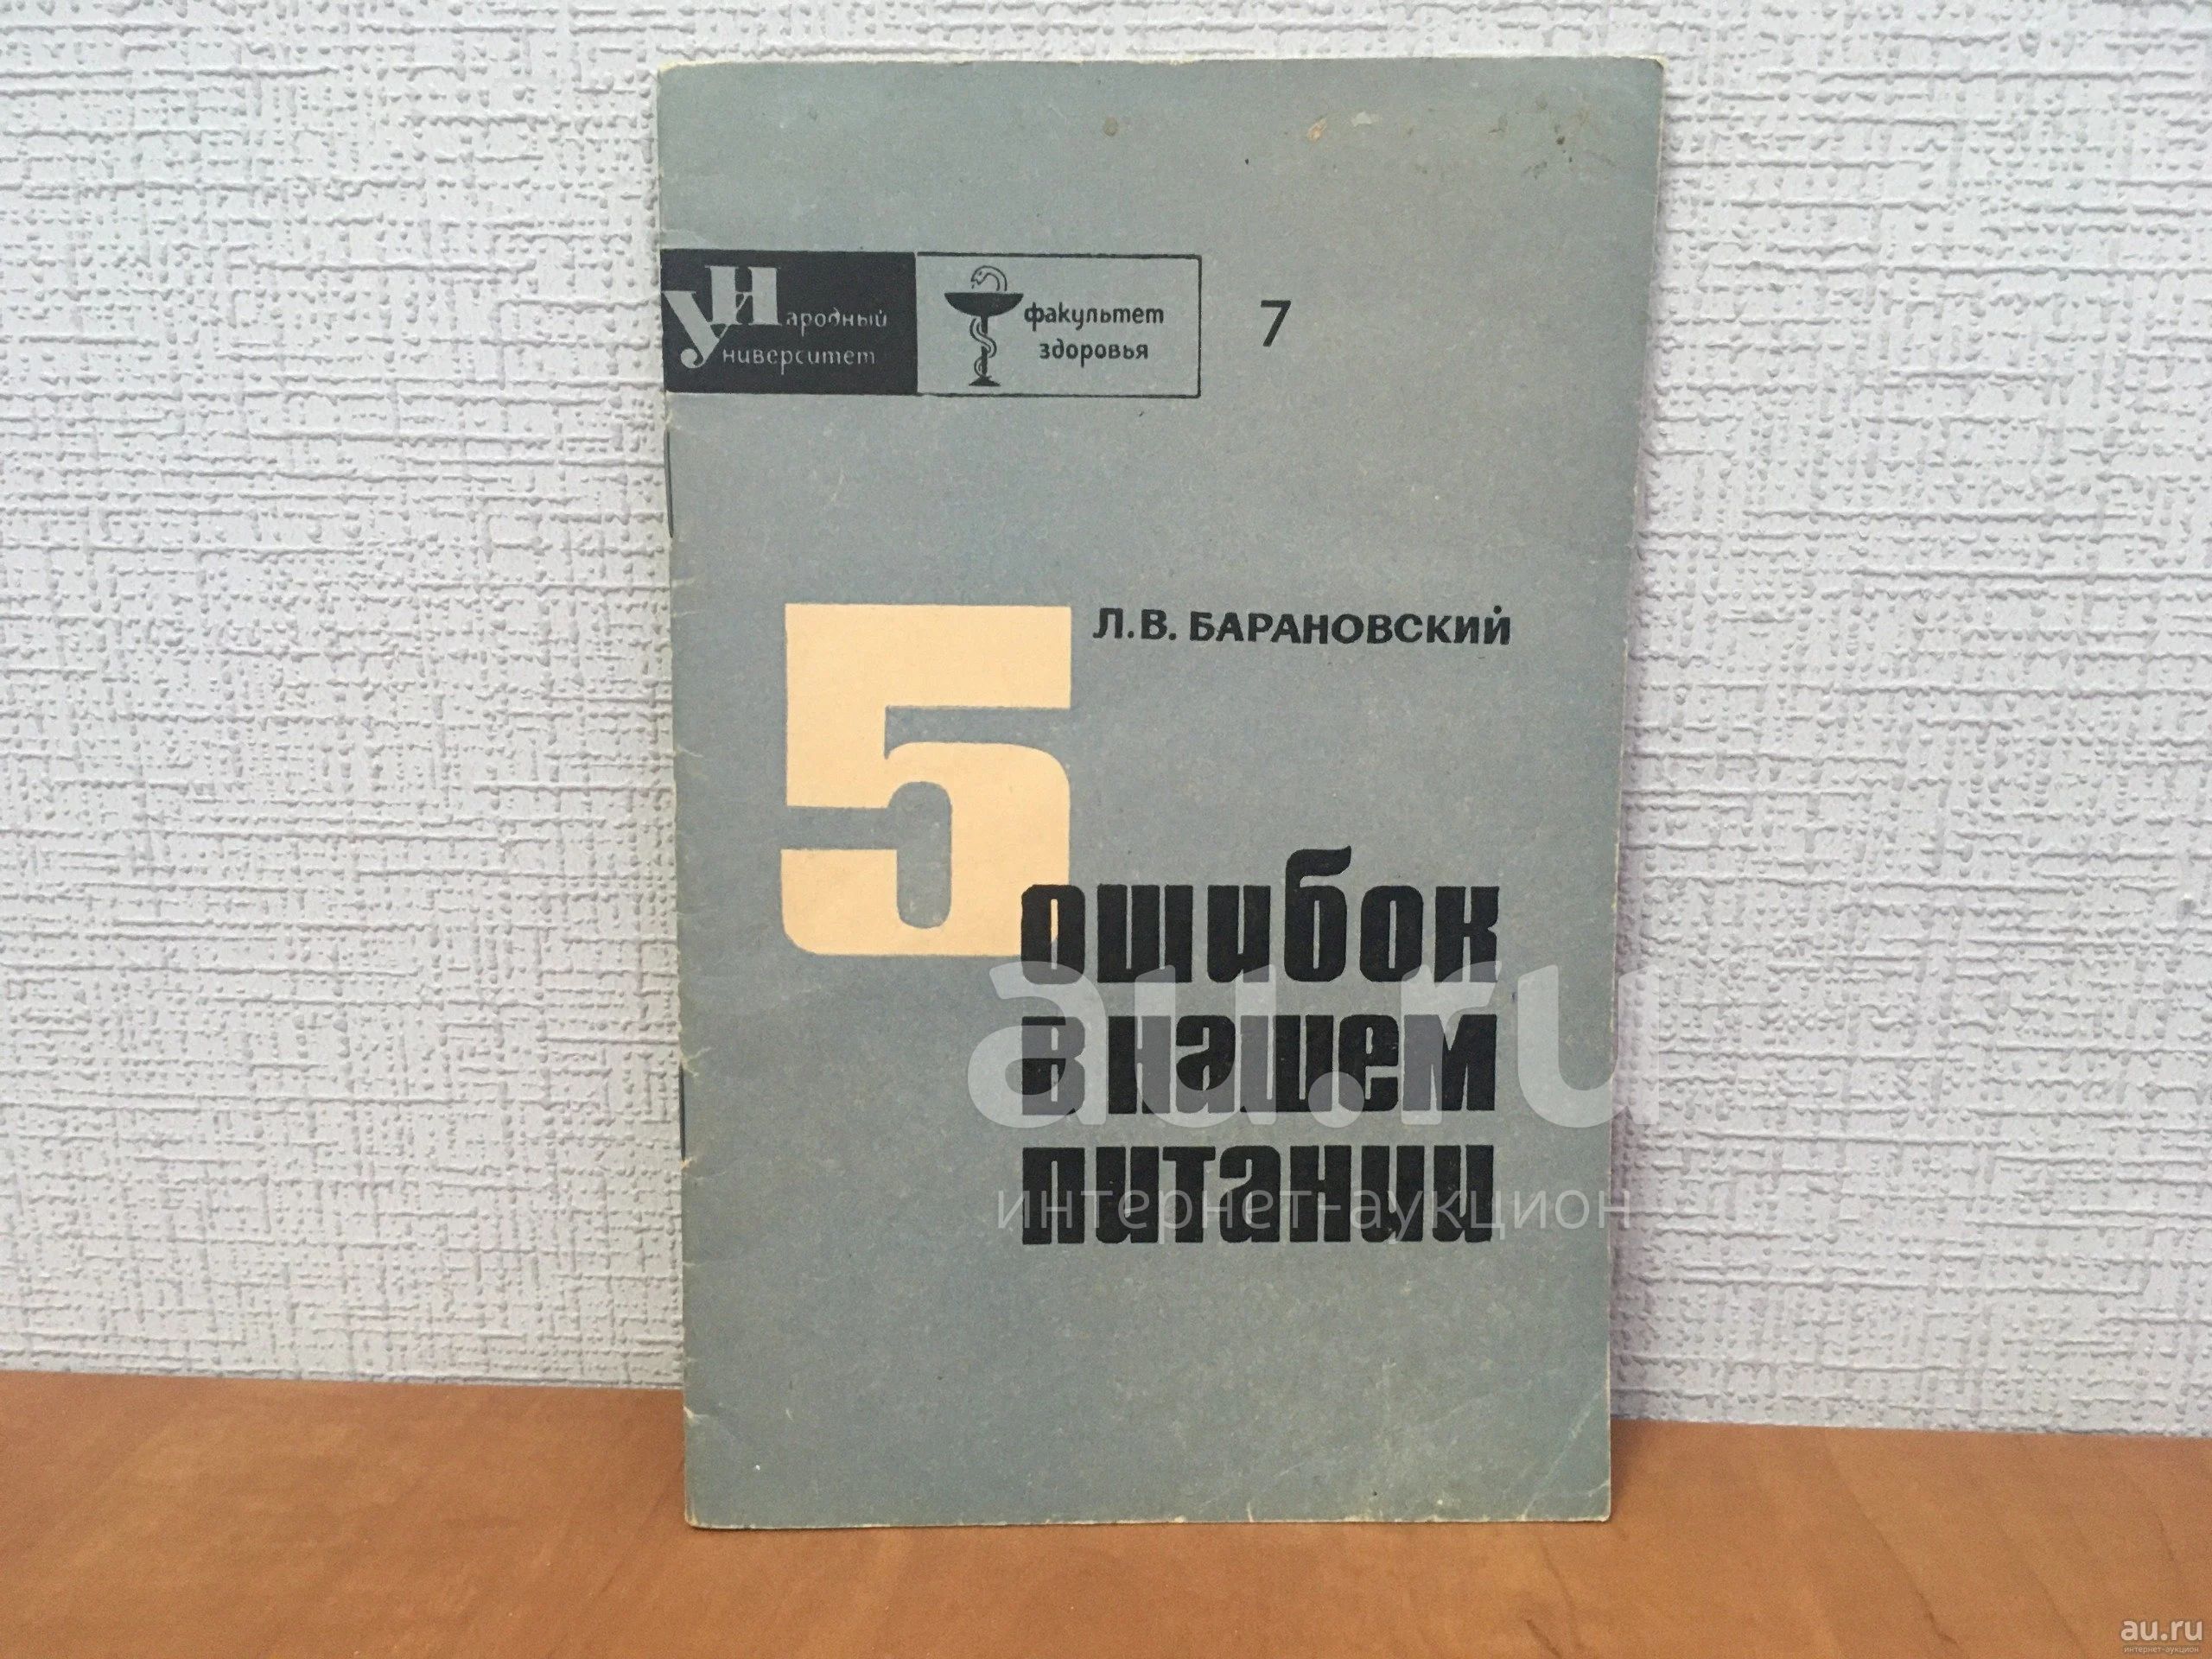 Народный
Университет
факультет
здоровья
7
Л.В. БАРАНОВСКИЙ
5
ошибок
в нашем
питании
au.ru
интернет-аукцион
au.ru
интернет-аукцион